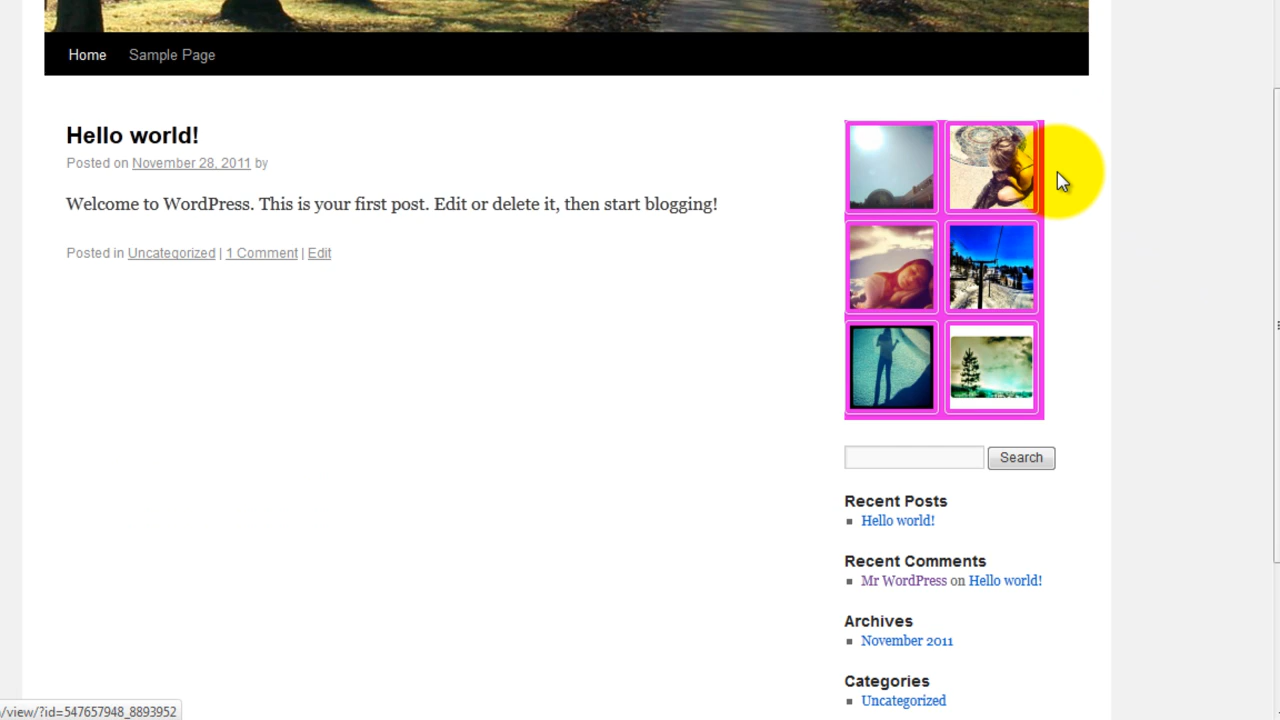 Home Sample Page
Hello world!
Posted on November 28, 2011 by
Welcome to WordPress. This is your first post. Edit or delete it, then start blogging!
Posted in Uncategorized | 1 Comment | Edit
Search
Recent Posts
Hello world!
Recent Comments
Mr WordPress on Hello world!
Archives
November 2011
Categories
Uncategorized
/view/?id=547657948_8893952